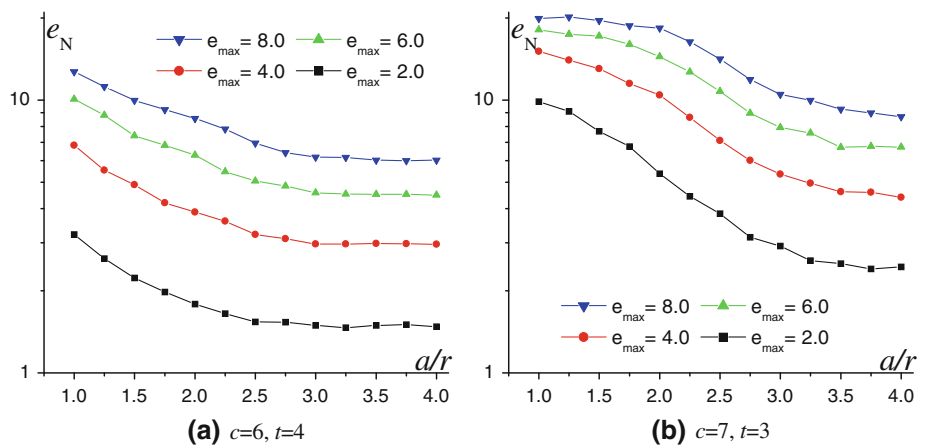 e_N
e_max= 8.0 e_max= 6.0
e_max= 4.0 e_max= 2.0
10
1
a/r
1.0 1.5 2.0 2.5 3.0 3.5 4.0
(a) c=6, t=4
e_N
10
e_max= 8.0 e_max= 6.0
e_max= 4.0 e_max= 2.0
1
a/r
1.0 1.5 2.0 2.5 3.0 3.5 4.0
(b) c=7, t=3